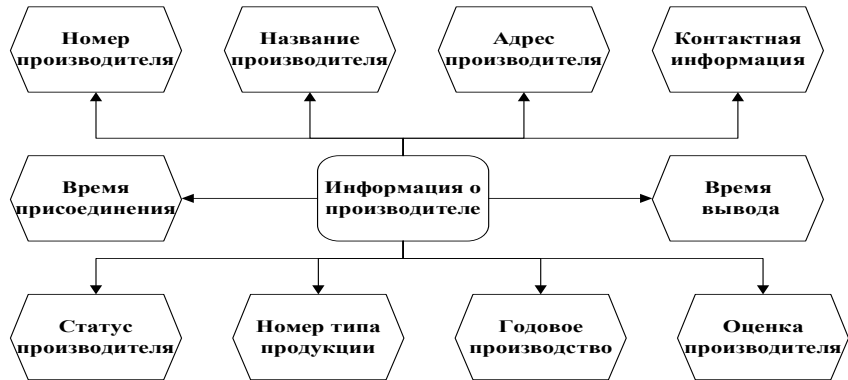 Номер
производителя
Название
производителя
Адрес
производителя
Контактная
информация
Время
присоединения
Информация о
производителе
Время
вывода
Статус
производителя
Номер типа
продукции
Годовое
производство
Оценка
производителя